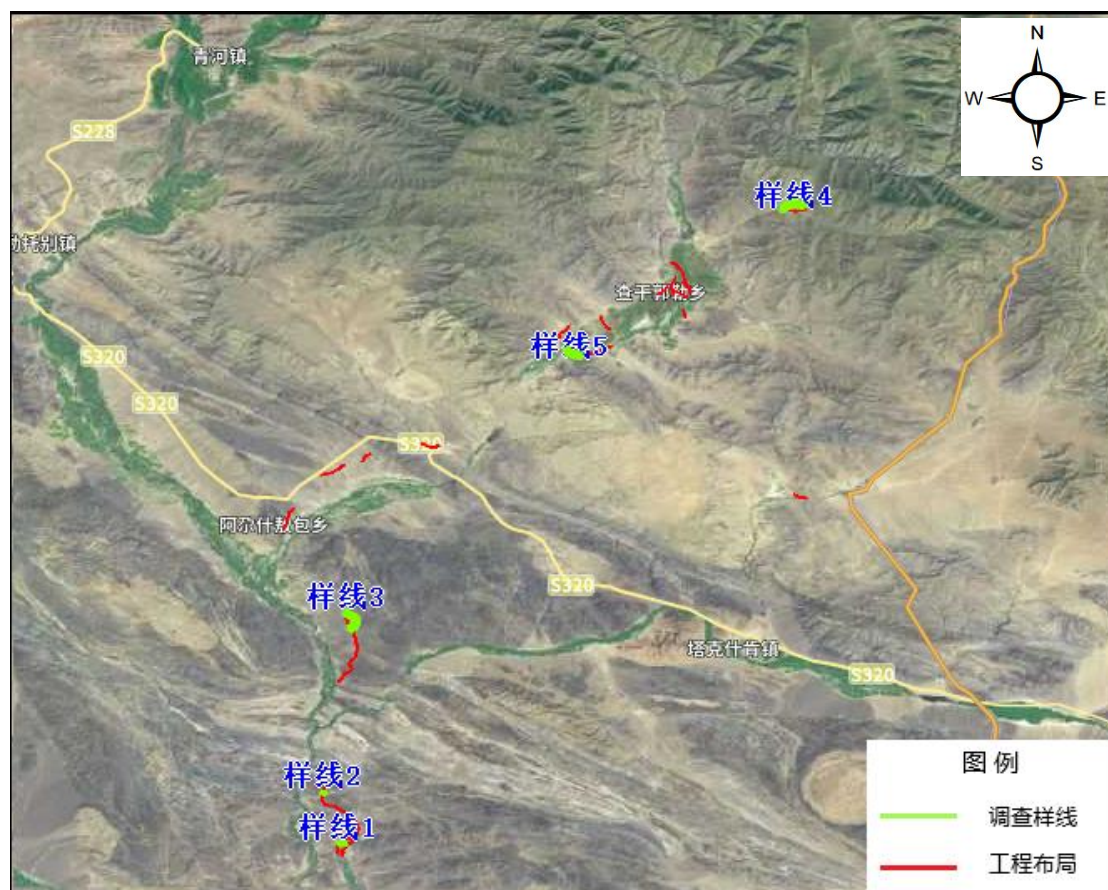 N
青河镇
W
E
S228
S
样线4
勒托别镇
查干郭勒乡
样线5
S320
S320
S320
阿尔什敖包乡
S320
样线3
塔克什肯镇
S320
图例
样线2
调查样线
样线1
工程布局